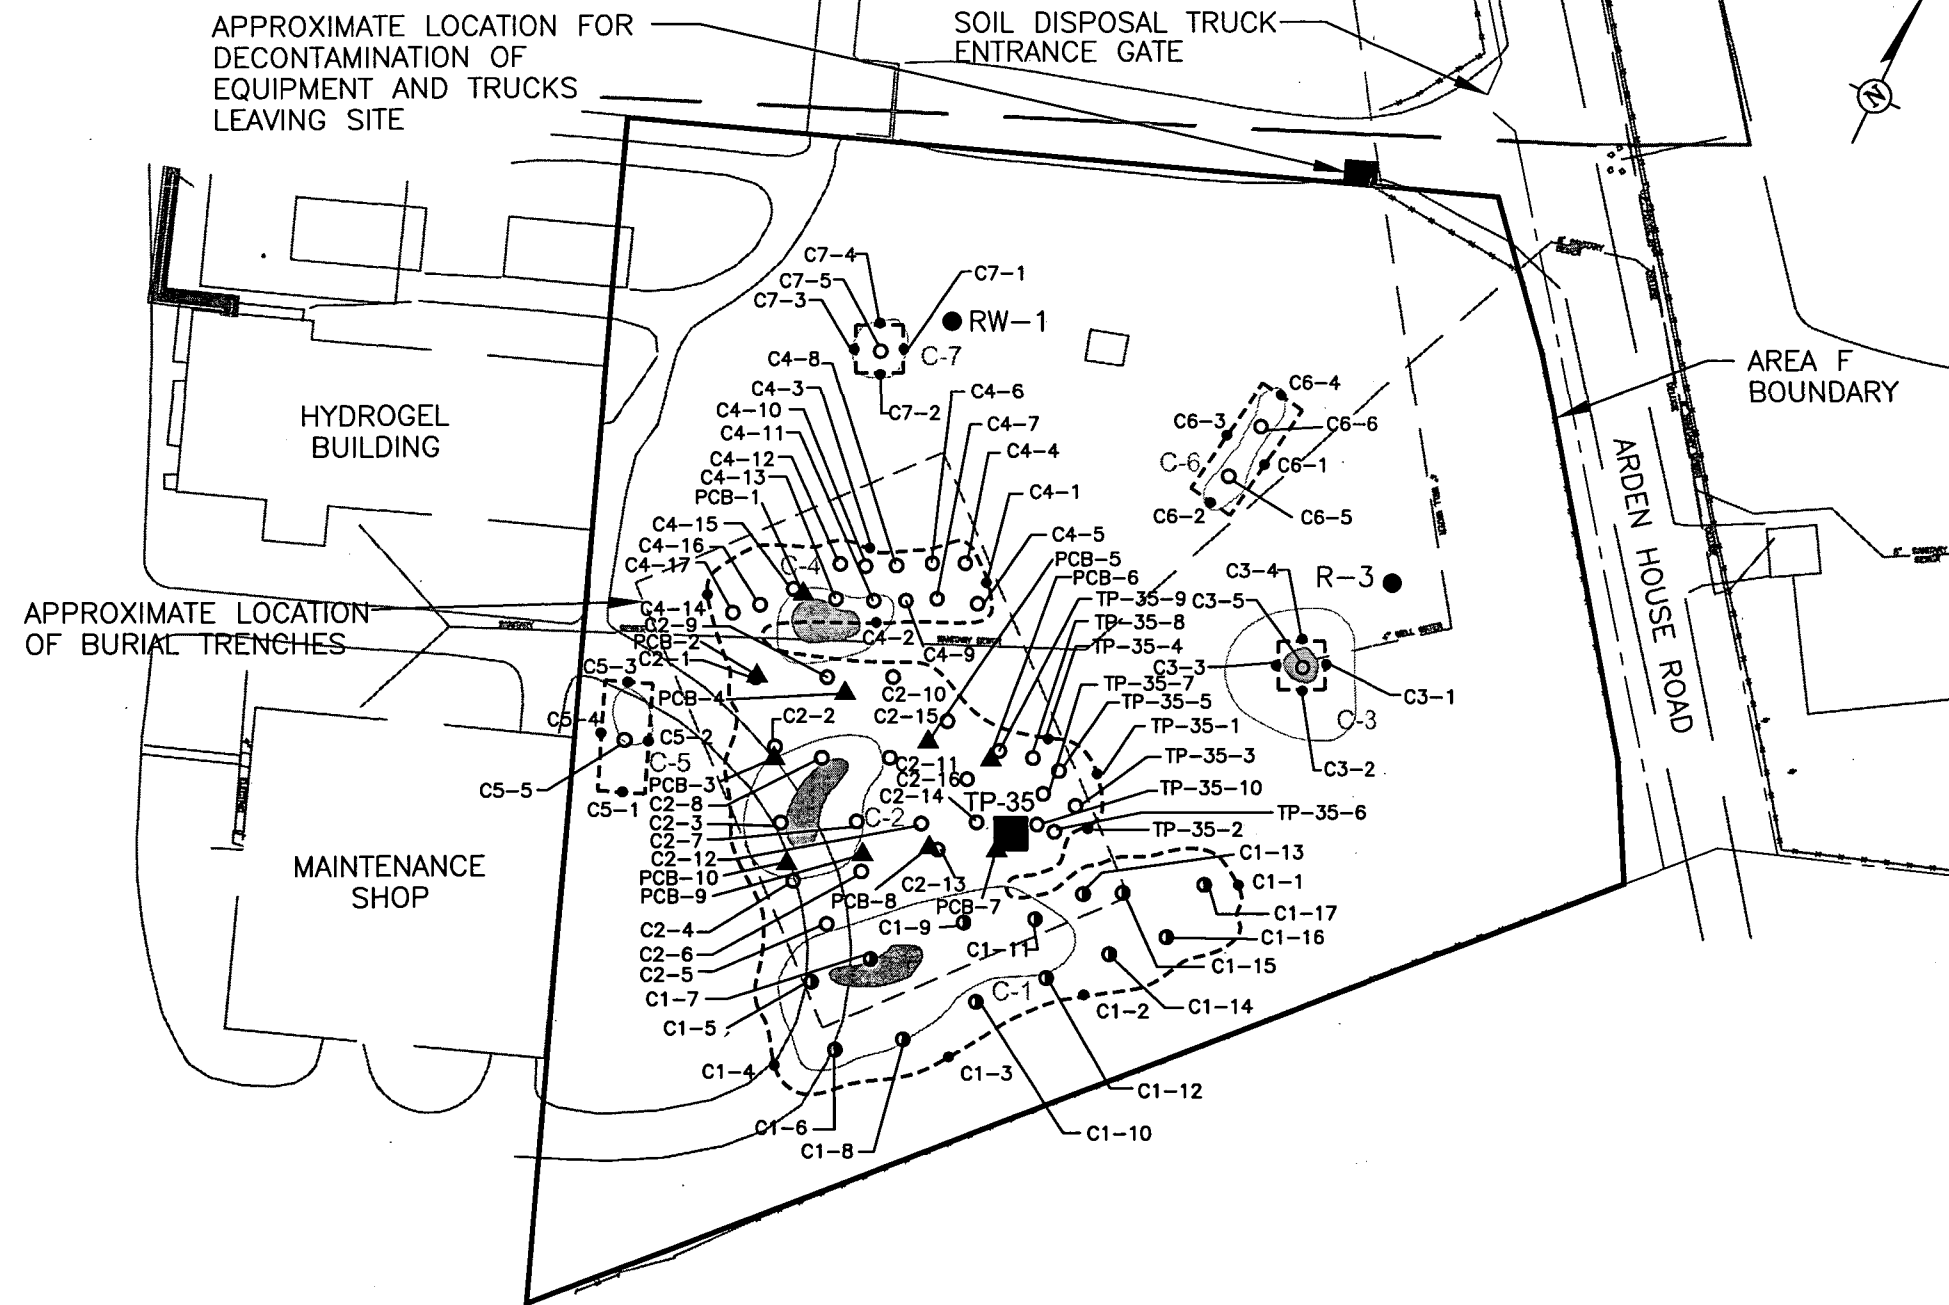 APPROXIMATE LOCATION FOR
DECONTAMINATION OF
EQUIPMENT AND TRUCKS
LEAVING SITE
SOIL DISPOSAL TRUCK
ENTRANCE GATE
N
C7-4
C7-5
C7-3
C7-1
RW-1
C-7
C7-2
C4-8
C4-3
C4-10
C4-11
C4-12
C4-13
PCB-1
C4-15
C4-16
C4-17
C4-6
C4-7
C4-4
C4-1
C4-5
C-4
C6-4
C6-3
C6-6
C-6
C6-1
C6-2
C6-5
AREA F
BOUNDARY
ARDEN HOUSE ROAD
HYDROGEL
BUILDING
APPROXIMATE LOCATION
OF BURIAL TRENCHES
PCB-5
PCB-6
TP-35-9
TP-35-8
TP-35-4
TP-35-7
TP-35-5
TP-35-1
TP-35-3
TP-35-10
TP-35-6
TP-35-2
C3-4
R-3
C3-5
C3-3
C3-1
C-3
C3-2
C4-14
C2-9
PCB-2
C2-1
C4-2
C4-9
SANITARY SEWER
4" WELL WATER
C5-3
PCB-4
C2-10
C5-4
C2-2
C2-15
C5-2
C-5
C5-5
C5-1
PCB-3
C2-11
C2-16
C2-8
C2-14
TP-35
C2-3
C-2
C2-7
C2-12
PCB-10
PCB-9
C2-13
PCB-8
PCB-7
C2-4
C2-6
C2-5
MAINTENANCE
SHOP
C1-13
C1-1
C1-17
C1-16
C1-15
C1-14
C1-9
C1-11
C-1
C1-2
C1-7
C1-5
C1-4
C1-3
C1-12
C1-6
C1-8
C1-10